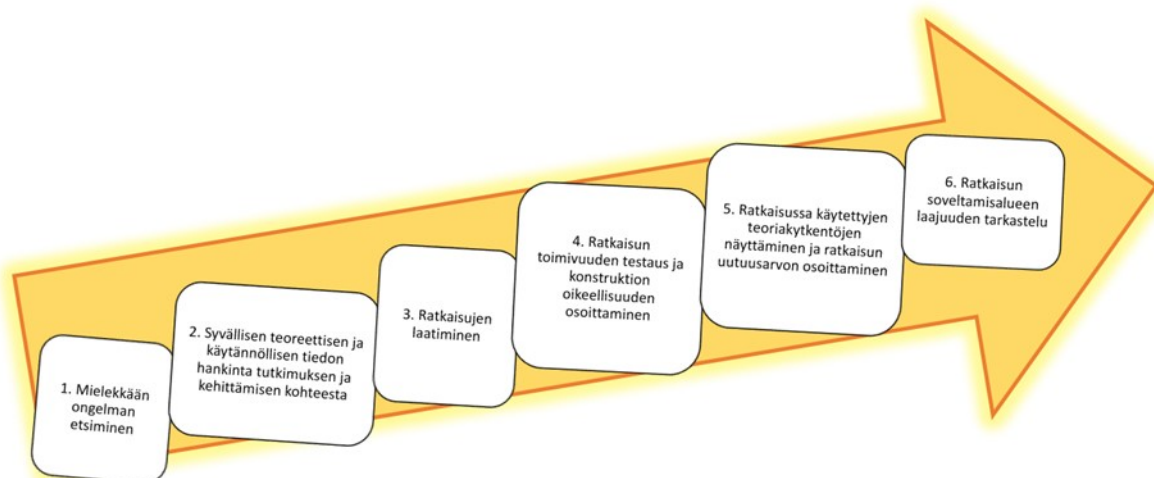 1. Mielekkään
ongelman
etsiminen
2. Syvällisen teoreettisen ja
käytännöllisen tiedon
hankinta tutkimuksen ja
kehittämisen kohteesta
3. Ratkaisujen
laatiminen
4. Ratkaisun
toimivuuden testaus ja
konstruktion
oikeellisuuden
osoittaminen
5. Ratkaisussa käytettyjen
teoriakytkentöjen
näyttäminen ja ratkaisun
uutuusarvon osoittaminen
6. Ratkaisun
soveltamisalueen
laajuuden tarkastelu